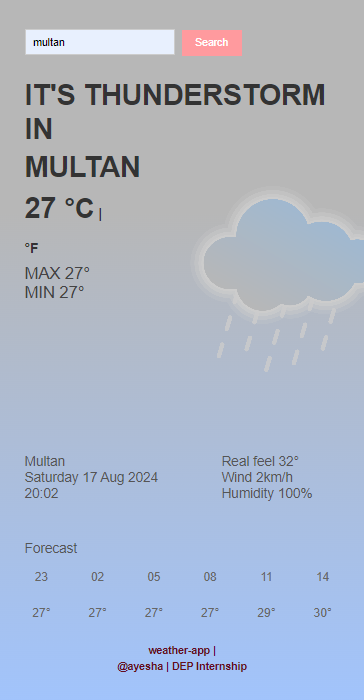 multan
Search
IT'S THUNDERSTORM
IN
MULTAN
27 °C |
°F
MAX 27°
MIN 27°
Multan
Saturday 17 Aug 2024
20:02
Real feel 32°
Wind 2km/h
Humidity 100%
Forecast
23 02 05 08 11 14
27° 27° 27° 27° 29° 30°
weather-app |
@ayesha | DEP Internship